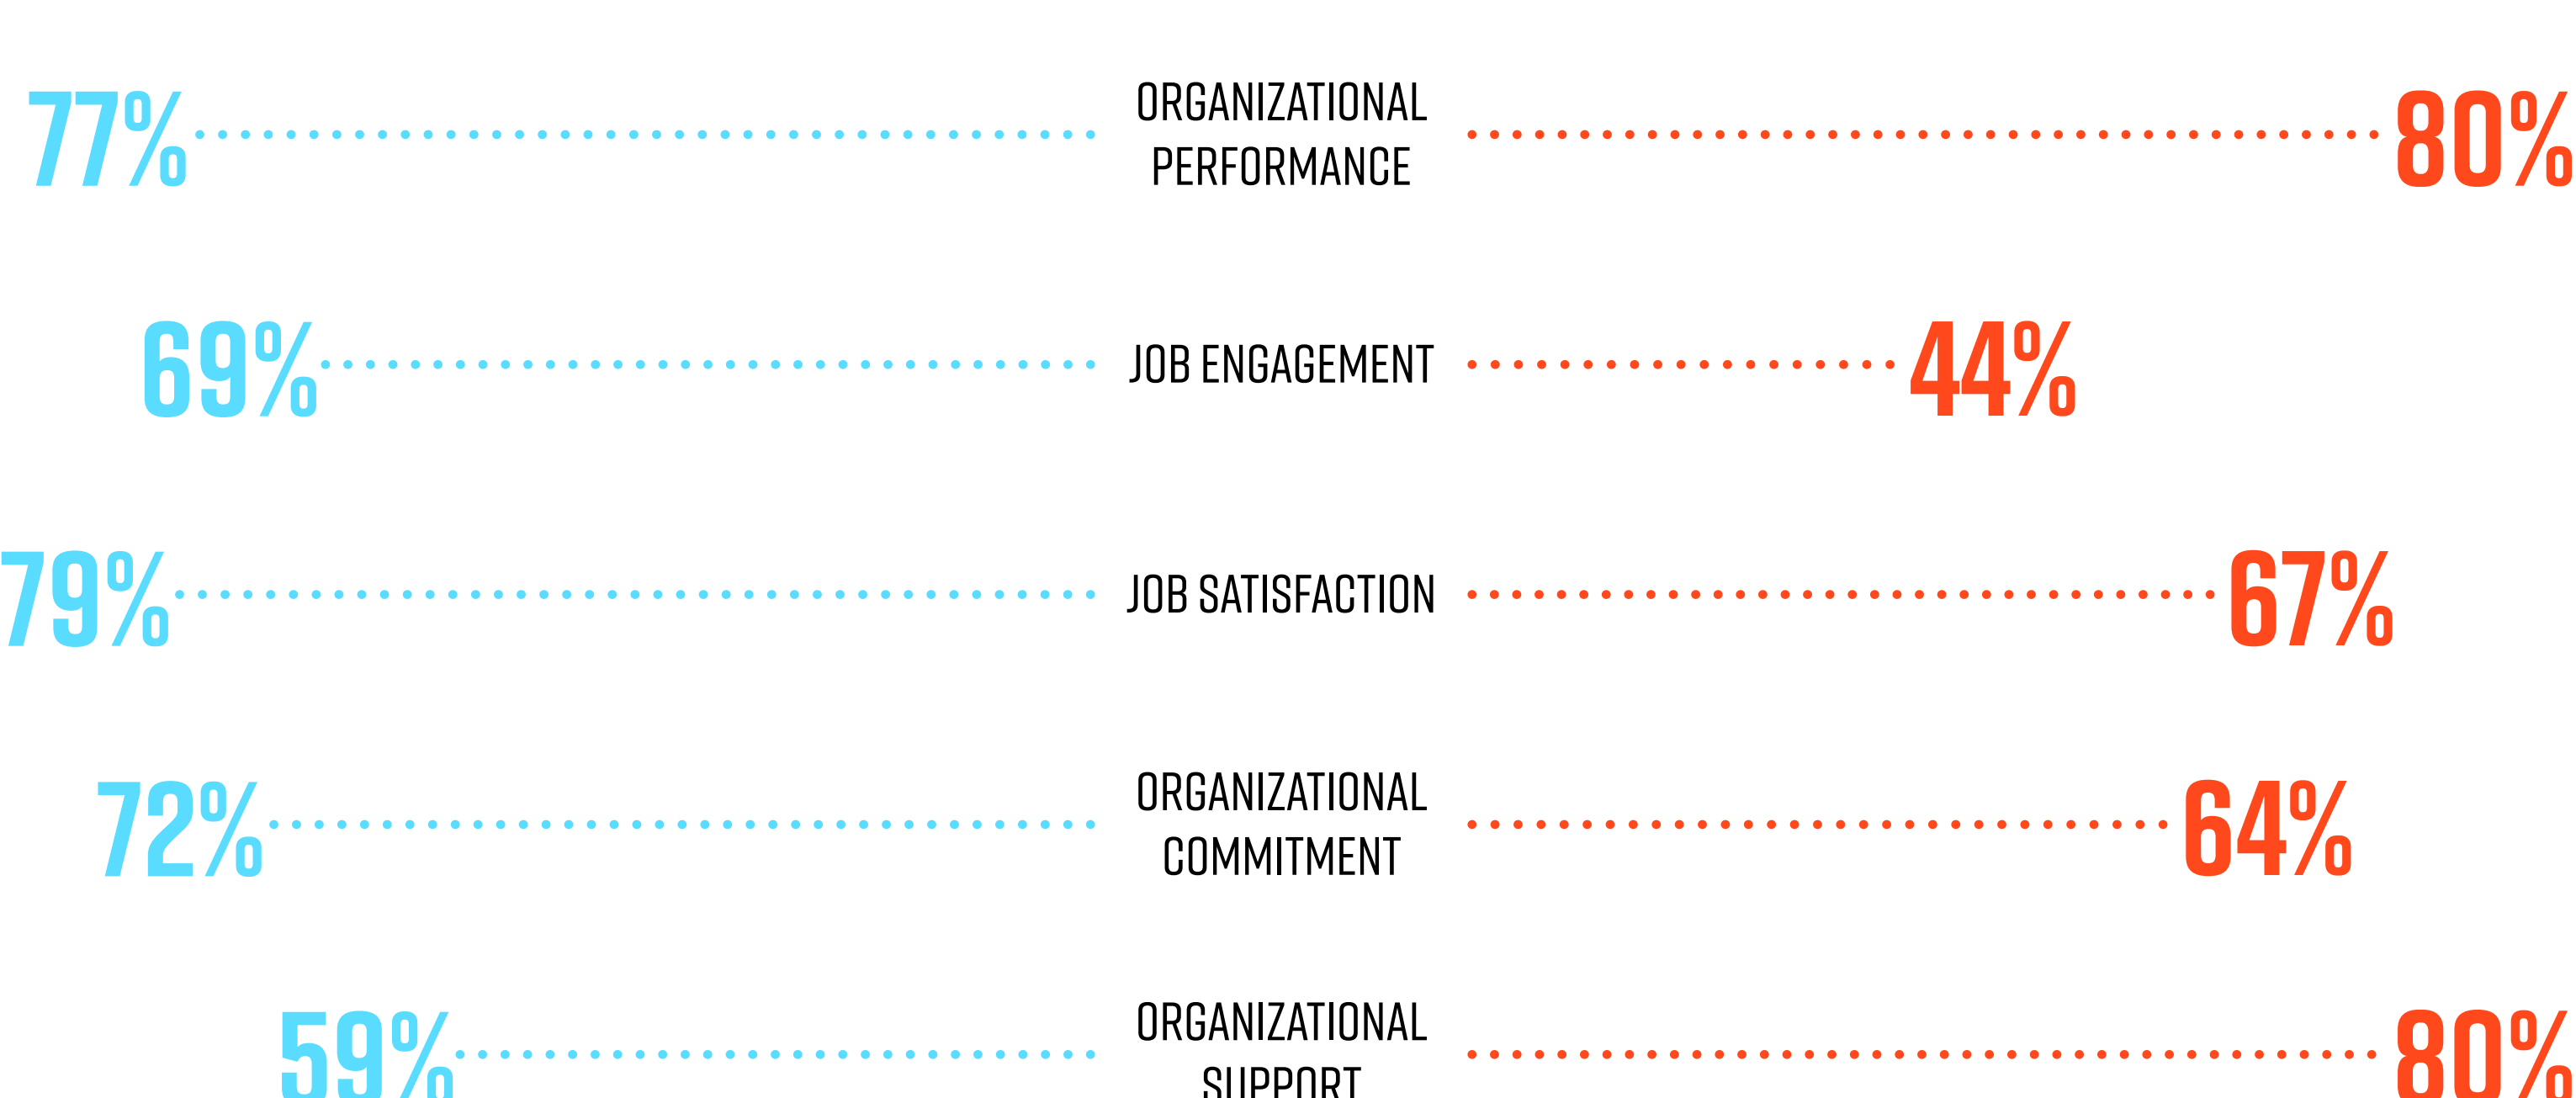 77% ORGANIZATIONAL PERFORMANCE 80%
69% JOB ENGAGEMENT 44%
79% JOB SATISFACTION 67%
72% ORGANIZATIONAL COMMITMENT 64%
59% ORGANIZATIONAL SUPPORT 80%